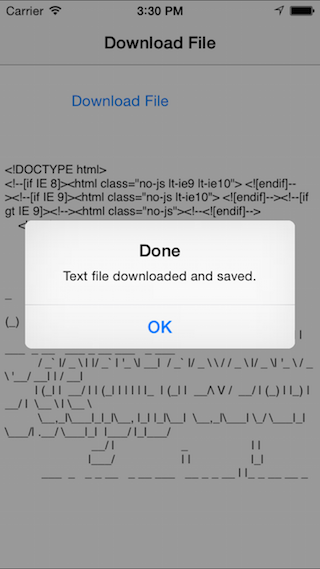 Carrier 3:30 PM
Download File
Download File
<!DOCTYPE html>
<!--[if IE 8]><html class="no-js lt-ie9 lt-ie10"> <![endif]--
><!--[if IE 9]><html class="no-js lt-ie10"> <![endif]--><!--[if
gt IE 9]><!--><html class="no-js"><!--<![endif]-->
Done
Text file downloaded and saved.
OK